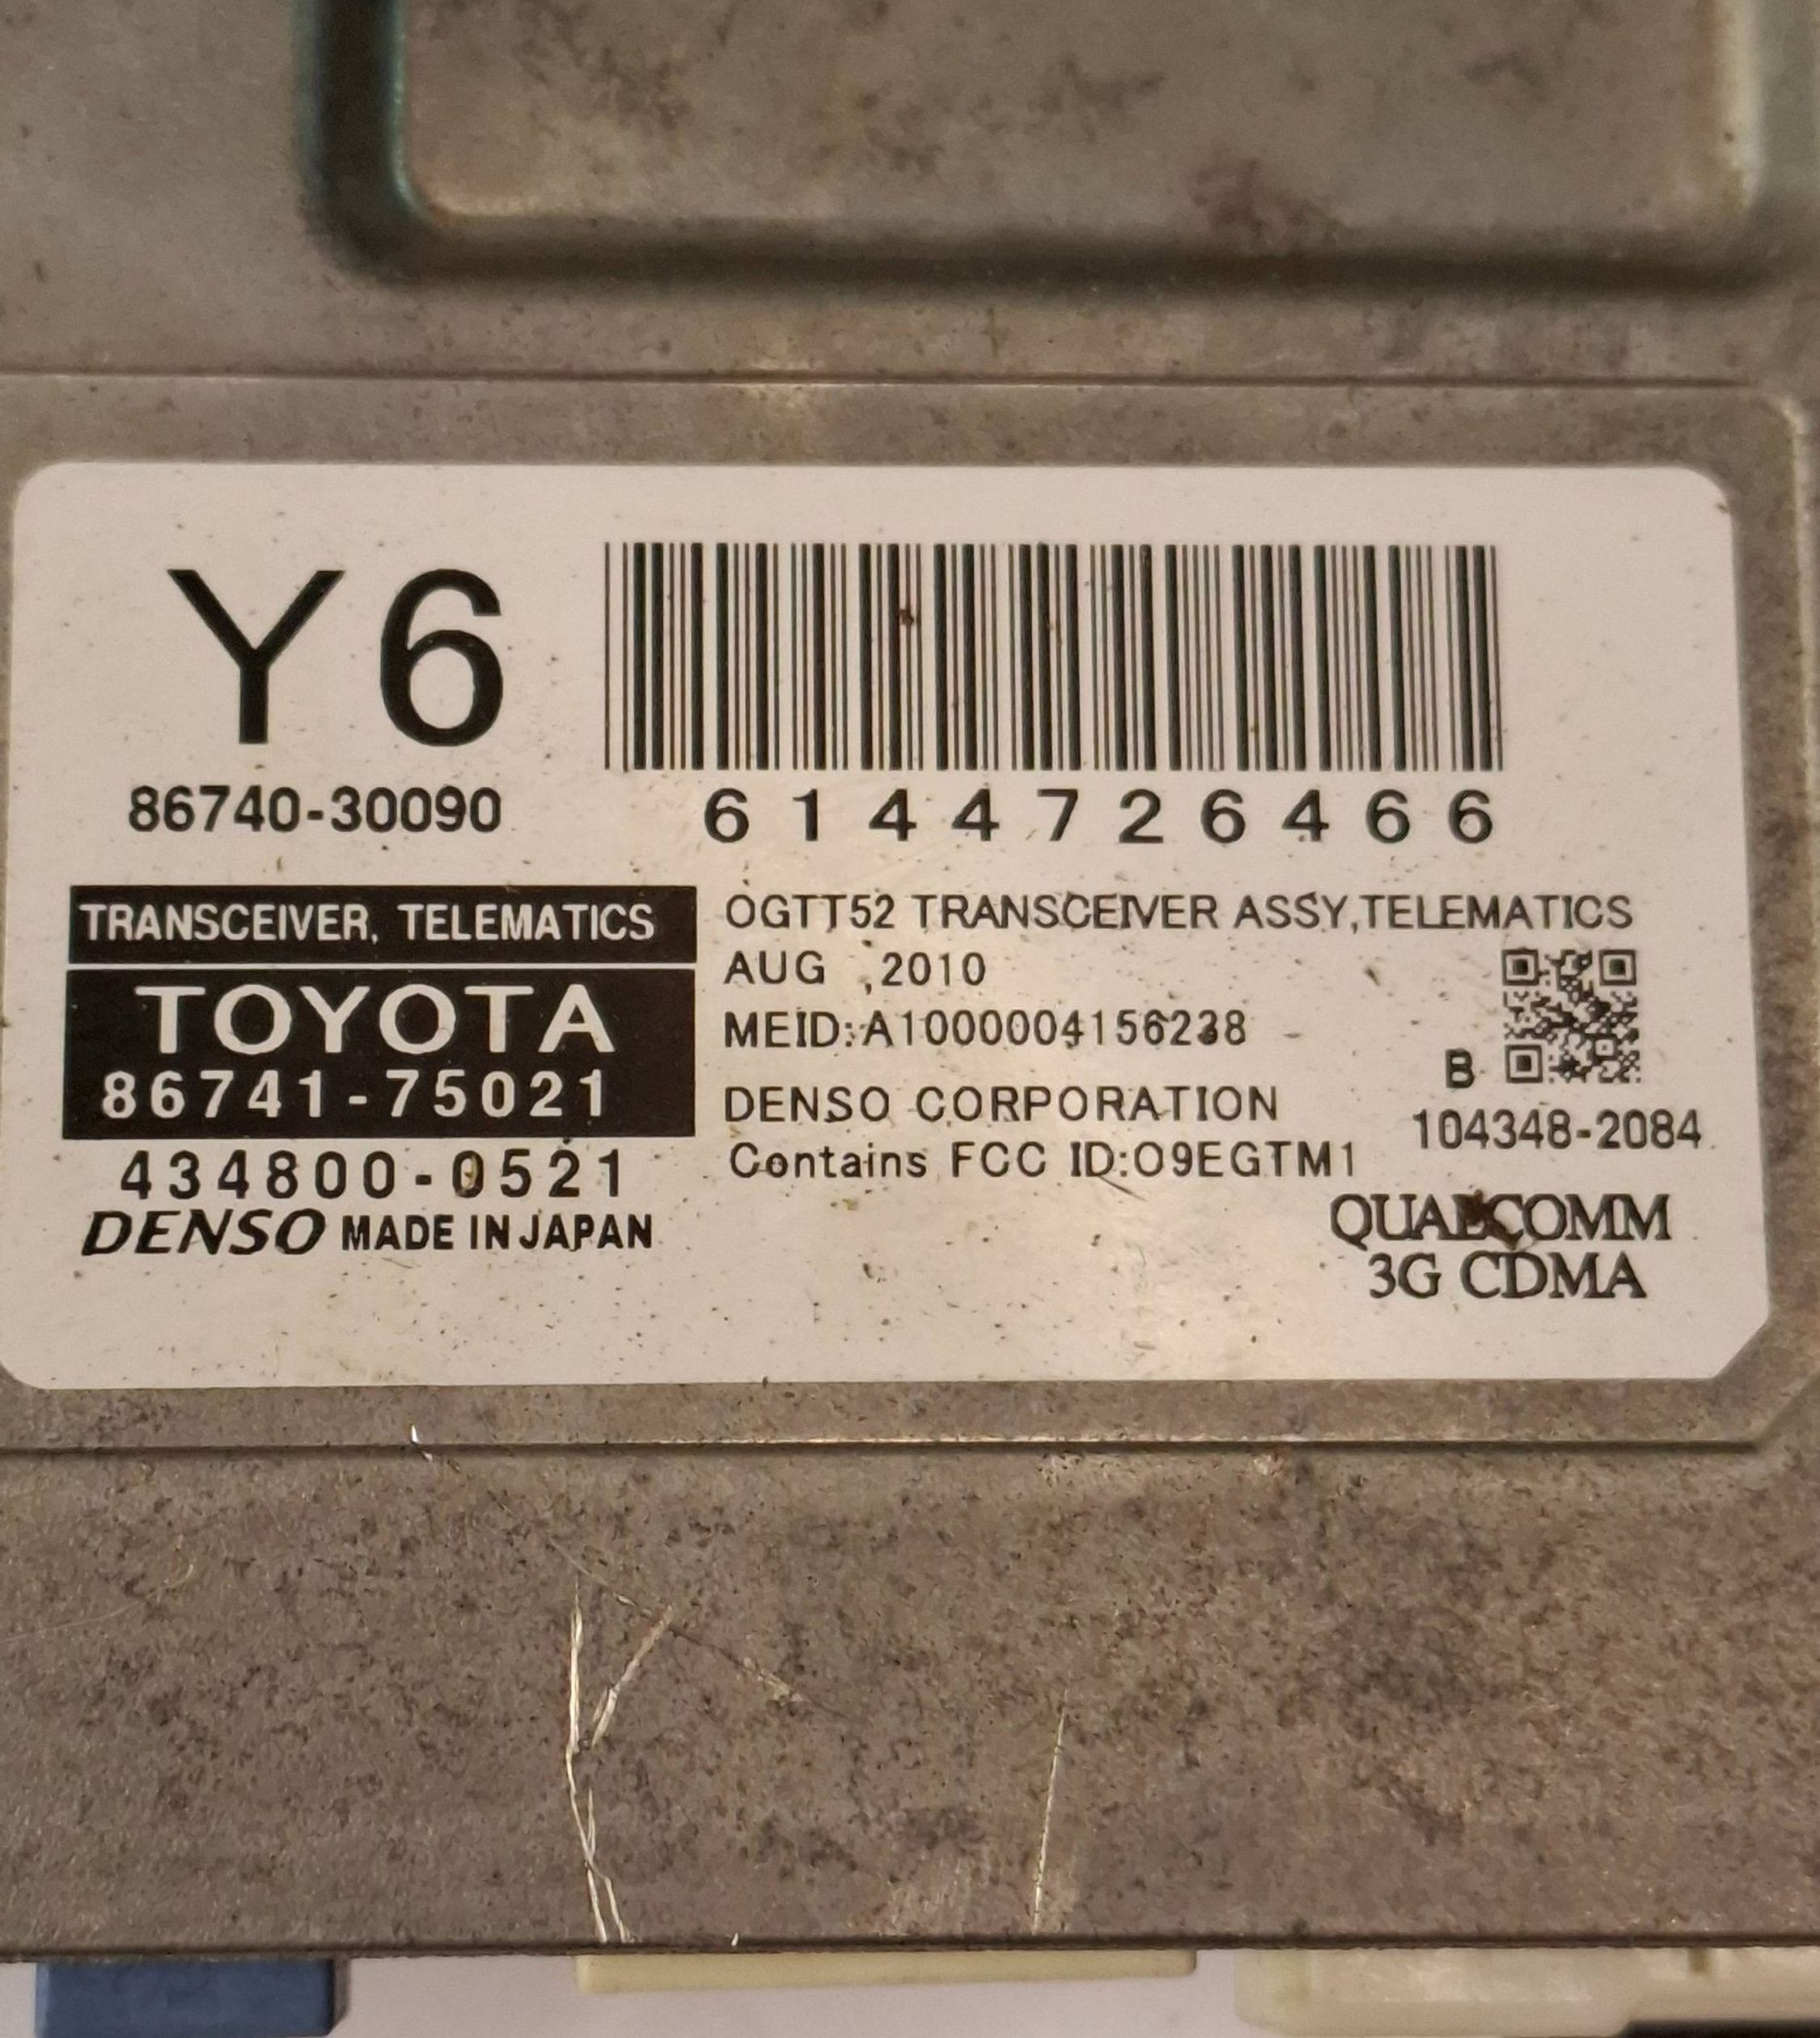 Y6
86740-30090
6144726466
TRANSCEIVER, TELEMATICS
TOYOTA
86741-75021
434800-0521
DENSO MADE IN JAPAN
OGTT52 TRANSCEIVER ASSY,TELEMATICS
AUG ,2010
MEID:A1000004156238
DENSO CORPORATION
Contains FCC ID:O9EGTM1
B
104348-2084
QUALCOMM
3G CDMA